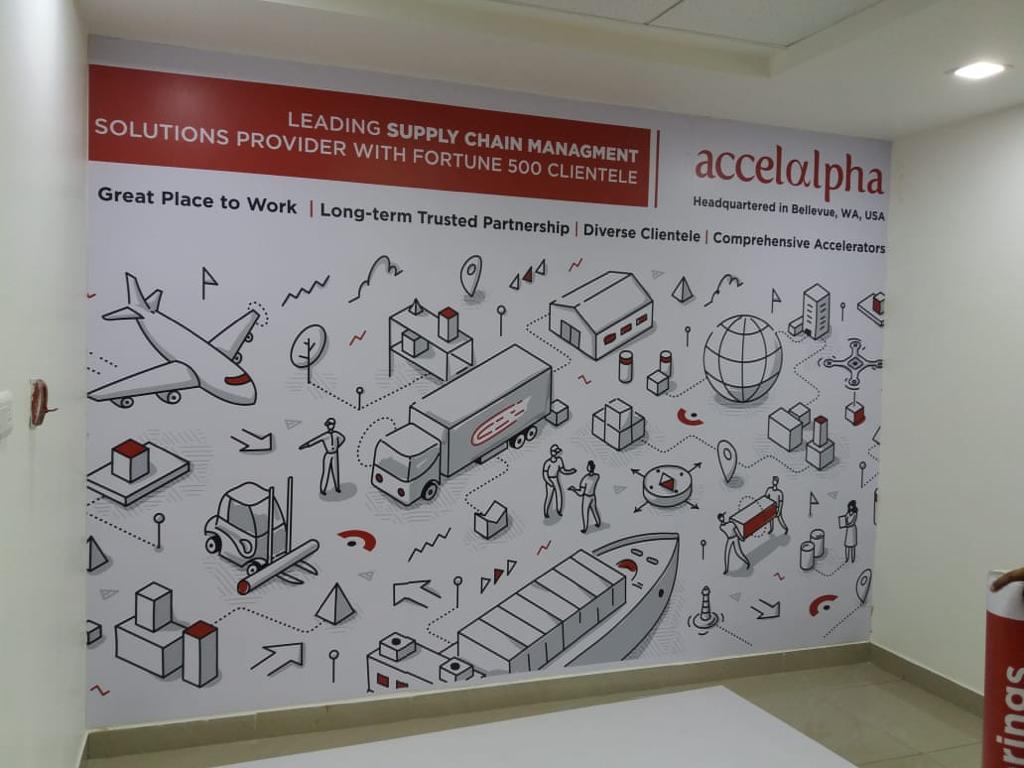 LEADING SUPPLY CHAIN MANAGMENT
SOLUTIONS PROVIDER WITH FORTUNE 500 CLIENTELE
accelalpha
Headquartered in Bellevue, WA, USA
Great Place to Work | Long-term Trusted Partnership | Diverse Clientele | Comprehensive Accelerators
rings